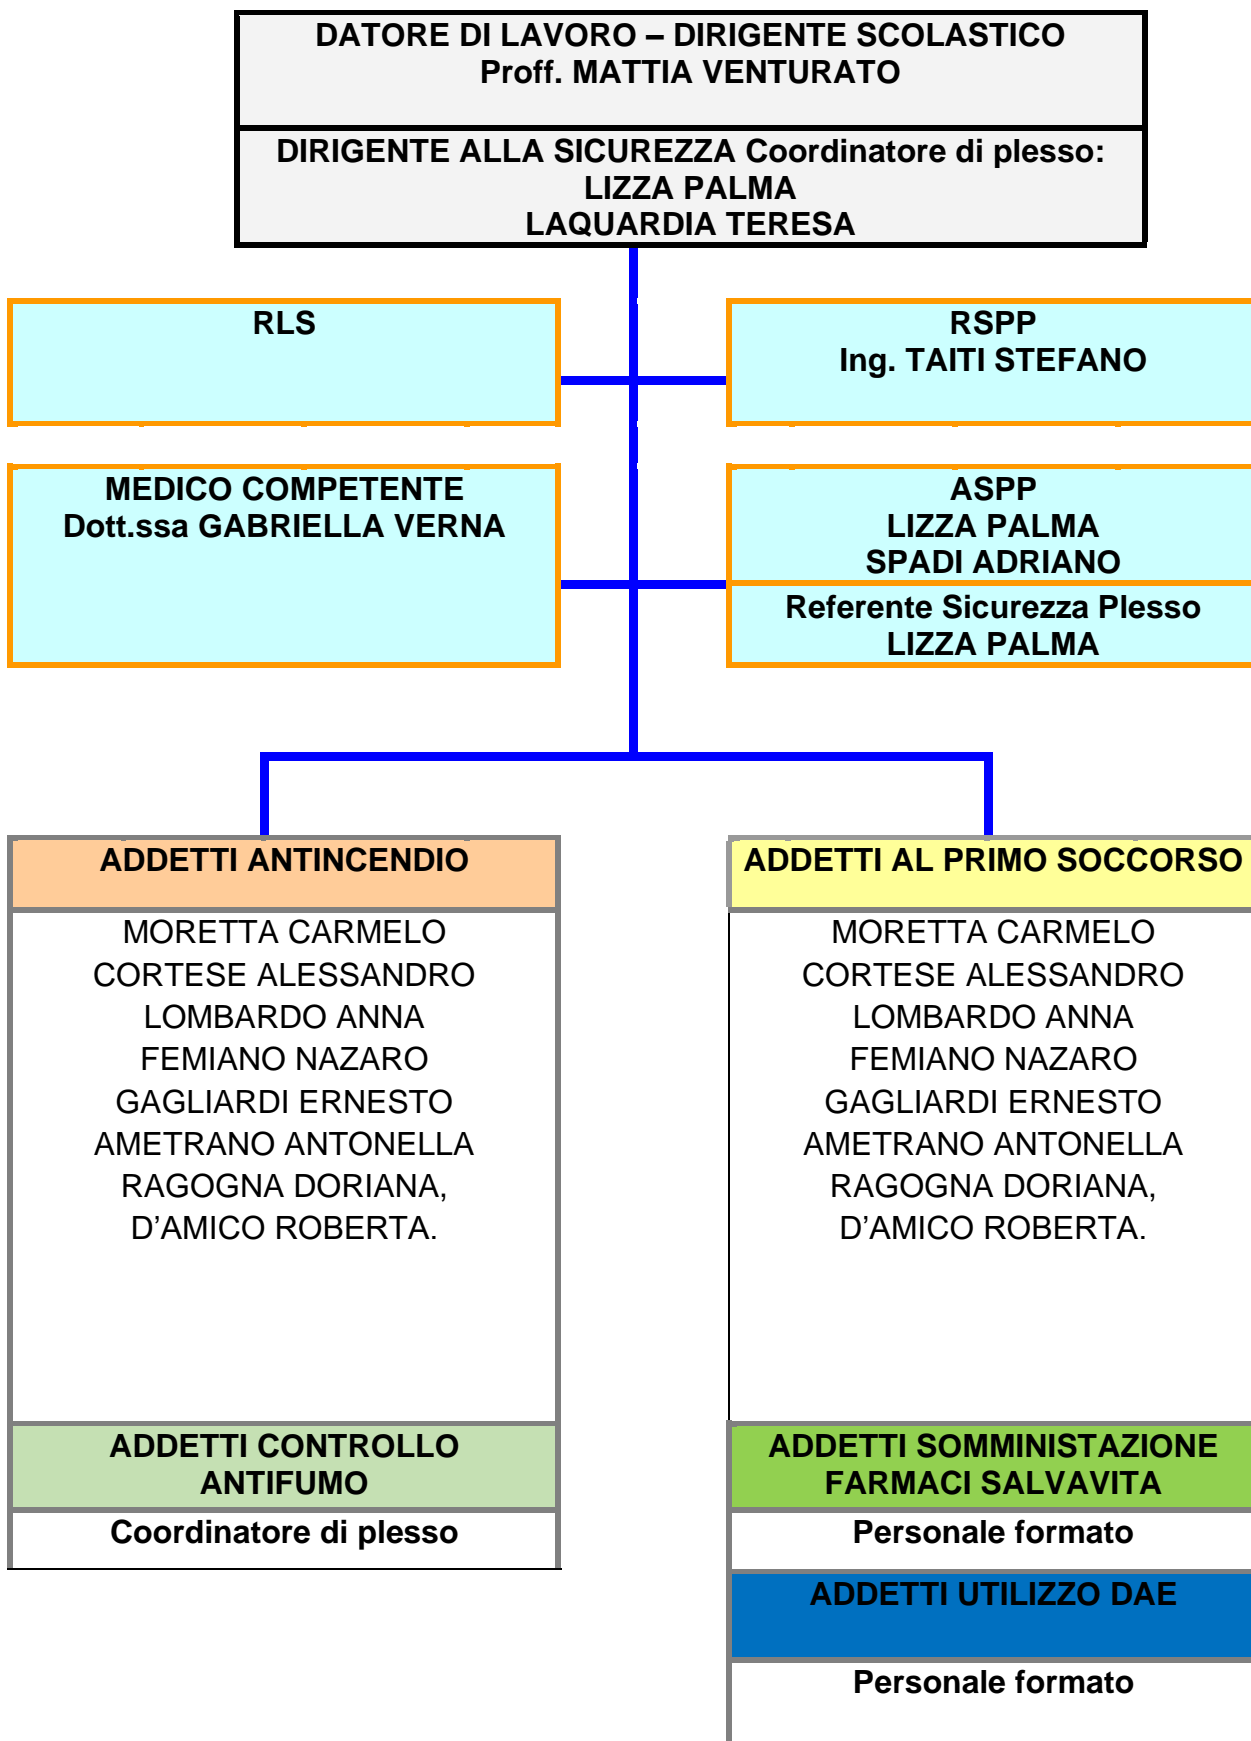 DATORE DI LAVORO – DIRIGENTE SCOLASTICO
Proff. MATTIA VENTURATO
DIRIGENTE ALLA SICUREZZA Coordinatore di plesso:
LIZZA PALMA
LAQUARDIA TERESA
RLS
RSPP
Ing. TAITI STEFANO
MEDICO COMPETENTE
Dott.ssa GABRIELLA VERNA
ASPP
LIZZA PALMA
SPADI ADRIANO
Referente Sicurezza Plesso
LIZZA PALMA
ADDETTI ANTINCENDIO
MORETTA CARMELO
CORTESE ALESSANDRO
LOMBARDO ANNA
FEMIANO NAZARO
GAGLIARDI ERNESTO
AMETRANO ANTONELLA
RAGOGNA DORIANA,
D’AMICO ROBERTA.
ADDETTI CONTROLLO
ANTIFUMO
Coordinatore di plesso
ADDETTI AL PRIMO SOCCORSO
MORETTA CARMELO
CORTESE ALESSANDRO
LOMBARDO ANNA
FEMIANO NAZARO
GAGLIARDI ERNESTO
AMETRANO ANTONELLA
RAGOGNA DORIANA,
D’AMICO ROBERTA.
ADDETTI SOMMINISTAZIONE
FARMACI SALVAVITA
Personale formato
ADDETTI UTILIZZO DAE
Personale formato